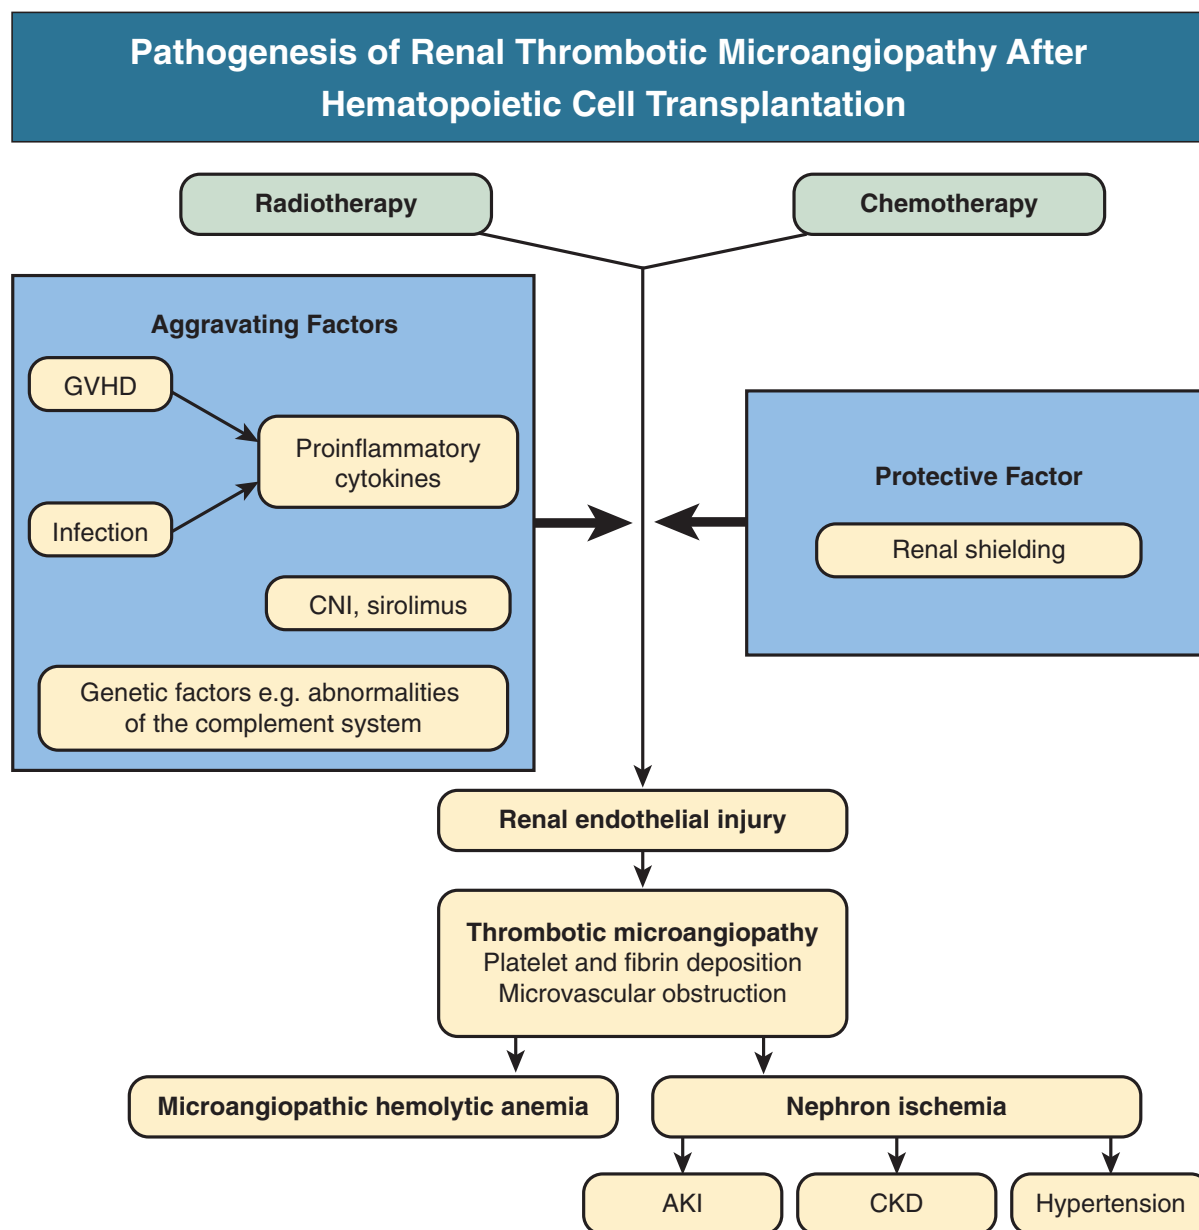 Pathogenesis of Renal Thrombotic Microangiopathy After
Hematopoietic Cell Transplantation
Radiotherapy
Chemotherapy
Aggravating Factors
GVHD
Proinflammatory
cytokines
Infection
CNI, sirolimus
Genetic factors e.g. abnormalities
of the complement system
Protective Factor
Renal shielding
Renal endothelial injury
Thrombotic microangiopathy
Platelet and fibrin deposition
Microvascular obstruction
Microangiopathic hemolytic anemia
Nephron ischemia
AKI
CKD
Hypertension